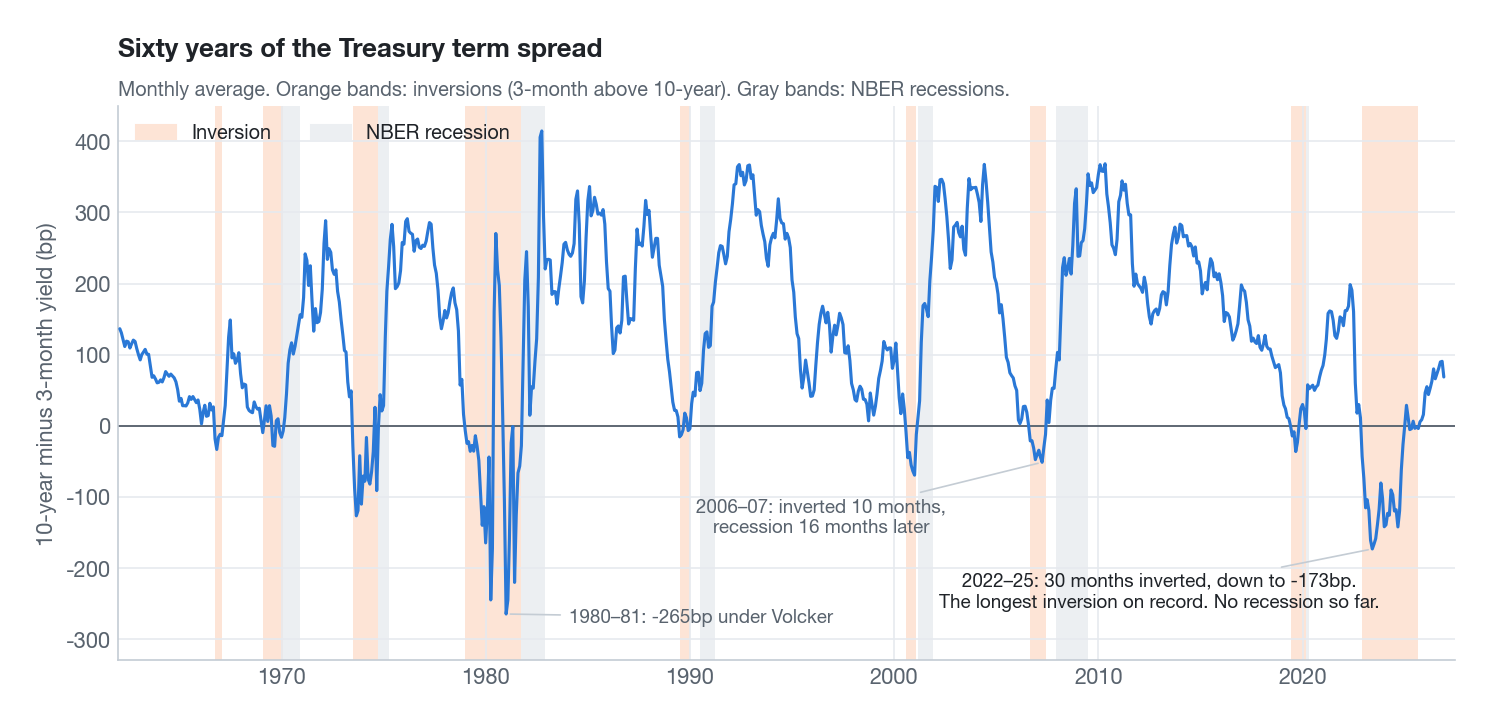 Sixty years of the Treasury term spread
Monthly average. Orange bands: inversions (3-month above 10-year). Gray bands: NBER recessions.
Inversion
NBER recession
10-year minus 3-month yield (bp)
400
300
200
100
0
-100
-200
-300
2006–07: inverted 10 months,
recession 16 months later
2022–25: 30 months inverted, down to -173bp.
The longest inversion on record. No recession so far.
1980–81: -265bp under Volcker
1970
1980
1990
2000
2010
2020